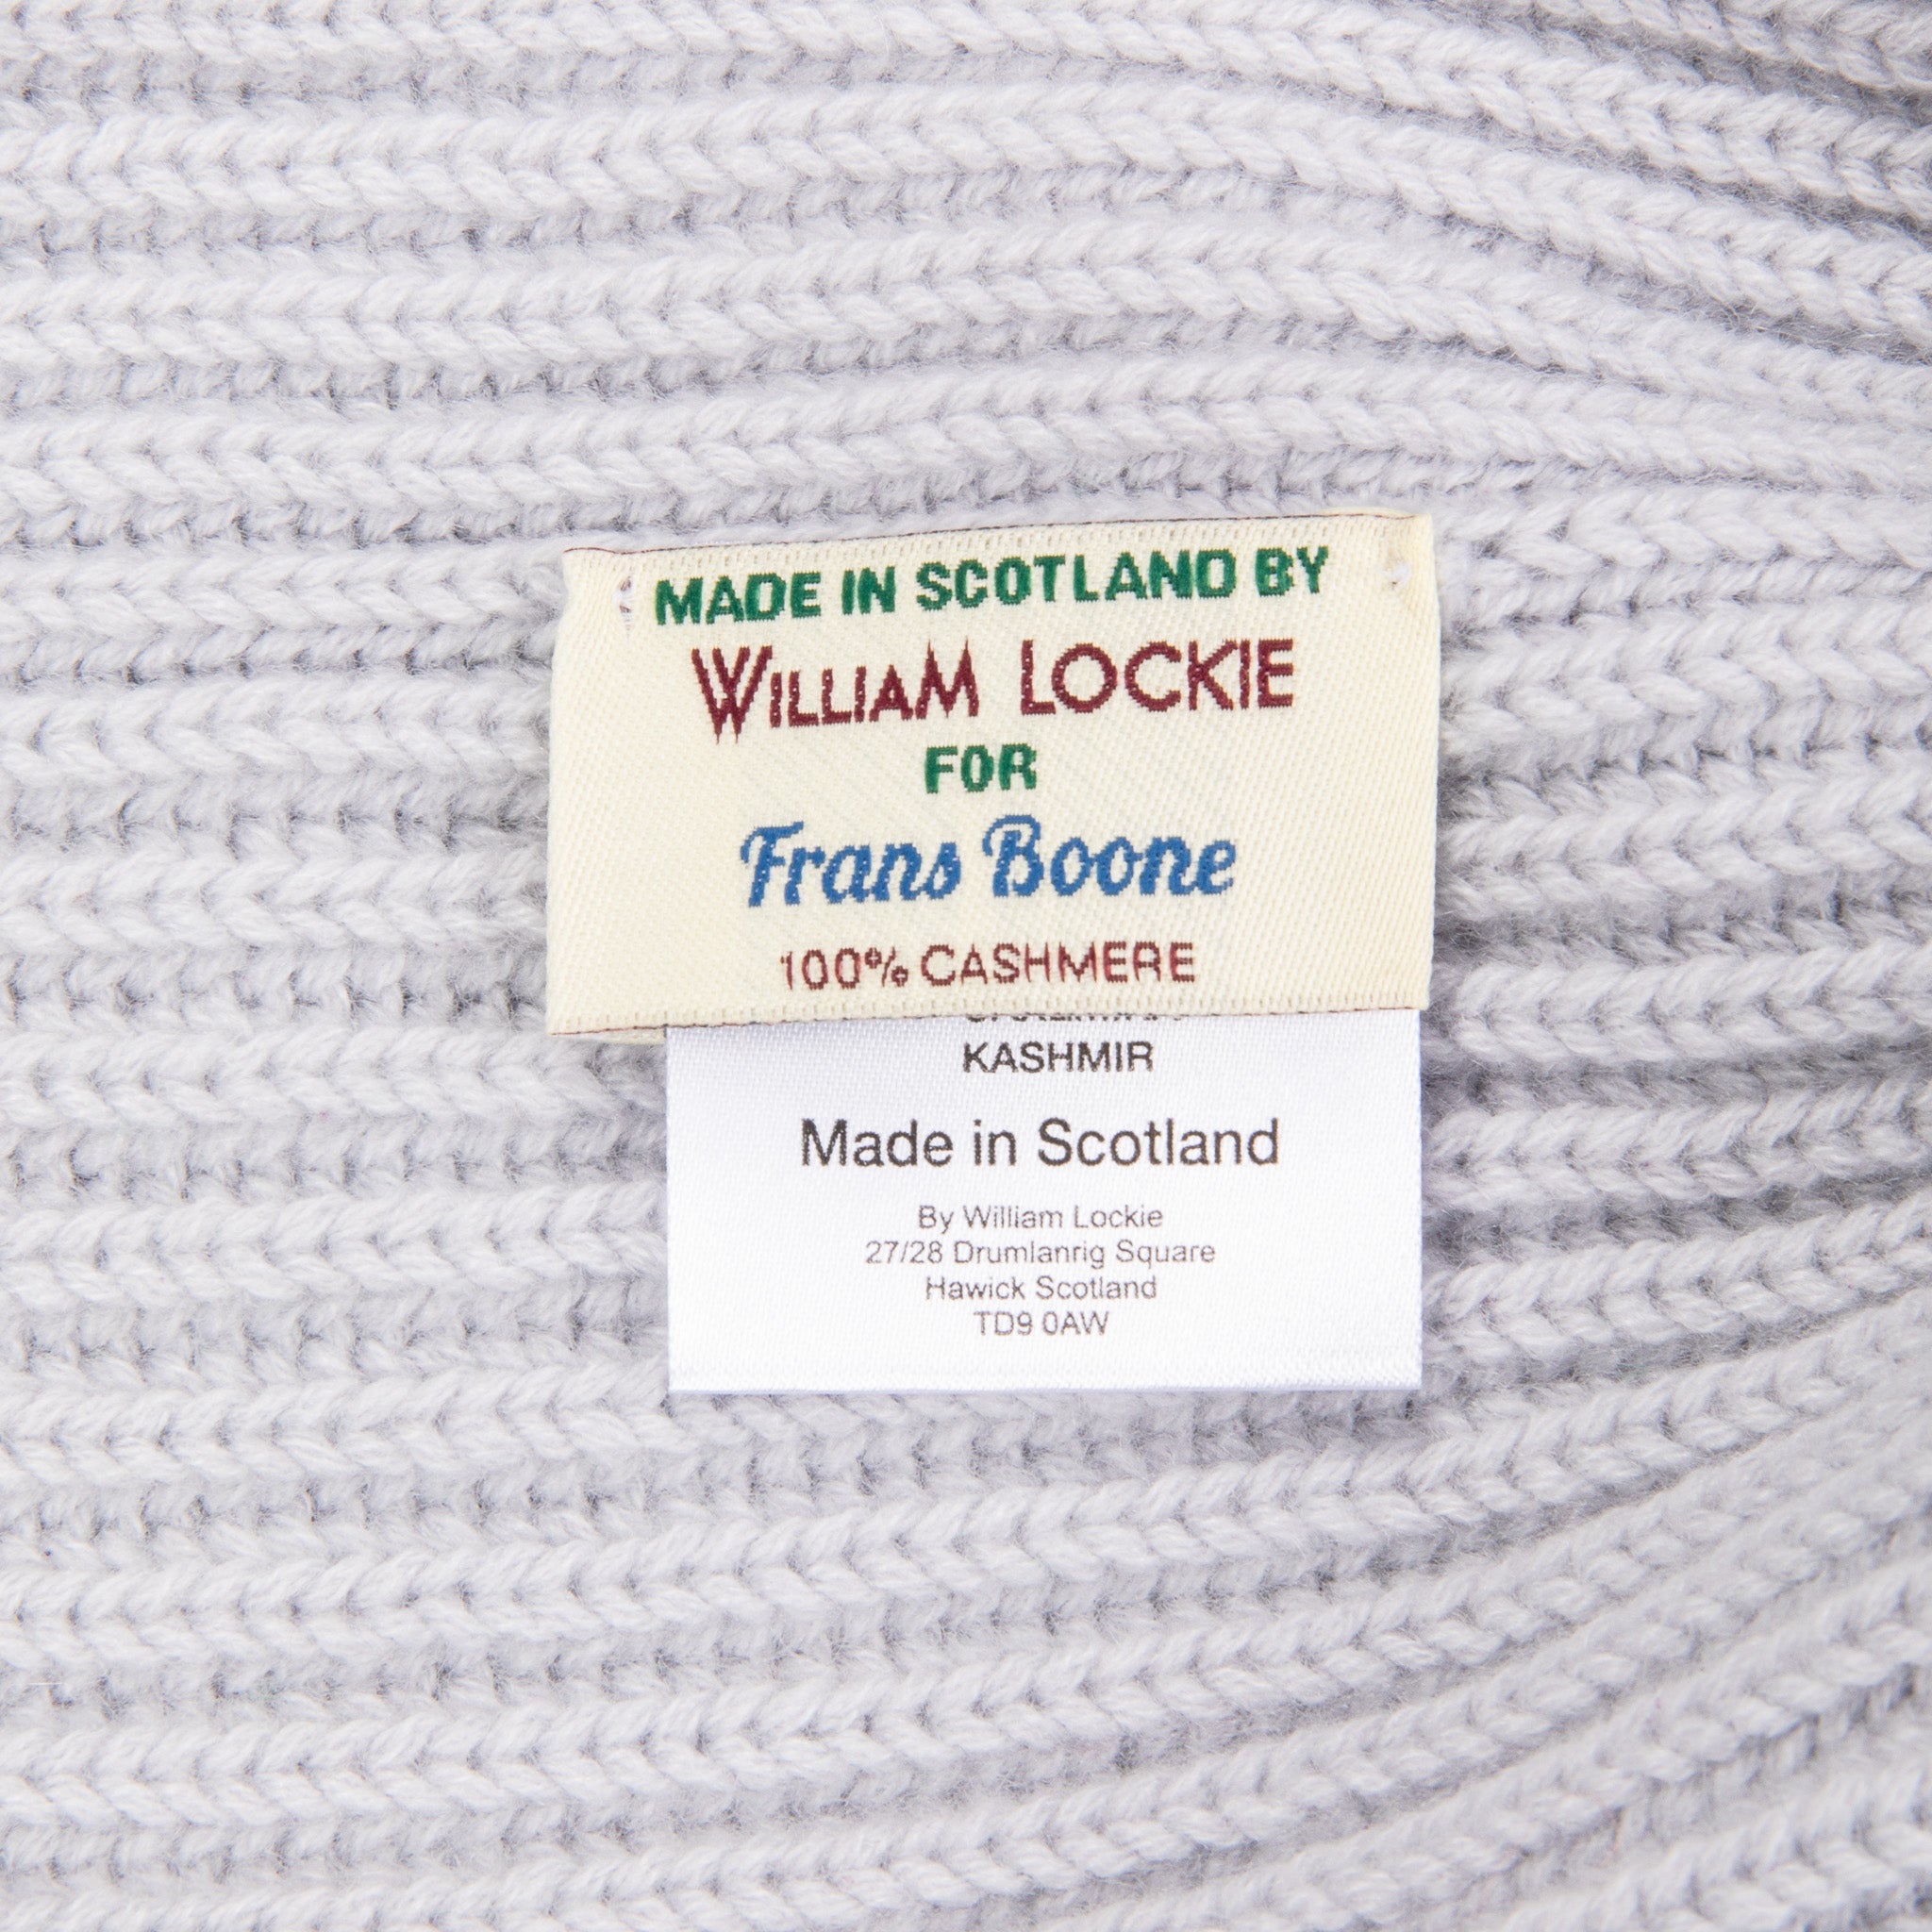 MADE IN SCOTLAND BY
WILLIAM LOCKIE
FOR
Frans Boone
100% CASHMERE
KASHMIR
Made in Scotland
By William Lockie
27/28 Drumlanrig Square
Hawick Scotland
TD9 0AW